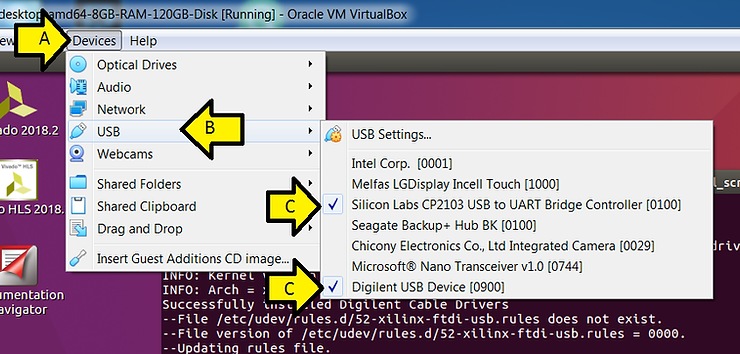 desktop-amd64-8GB-RAM-120GB-Disk [Running] - Oracle VM VirtualBox
ew
A
Devices
Help
Optical Drives
Audio
ado 2018.2
Network
USB
B
USB Settings...
Webcams
Intel Corp. [0001]
Vivado™ HLS
Shared Folders
Melfas LGDisplay Incell Touch [1000]
l_scr
o HLS 2018.
Shared Clipboard
C
Silicon Labs CP2103 USB to UART Bridge Controller [0100]
Drag and Drop
Seagate Backup+ Hub BK [0100]
Chicony Electronics Co., Ltd Integrated Camera [0029]
driv
Insert Guest Additions CD image...
Microsoft® Nano Transceiver v1.0 [0744]
INFO: Kernel v
INFO: Arch = x
C
Digilent USB Device [0900]
umentation
avigator
Successfully installed Digilent Cable Drivers
--File /etc/udev/rules.d/52-xilinx-ftdi-usb.rules does not exist.
--File version of /etc/udev/rules.d/52-xilinx-ftdi-usb.rules = 0000.
--Updating rules file.